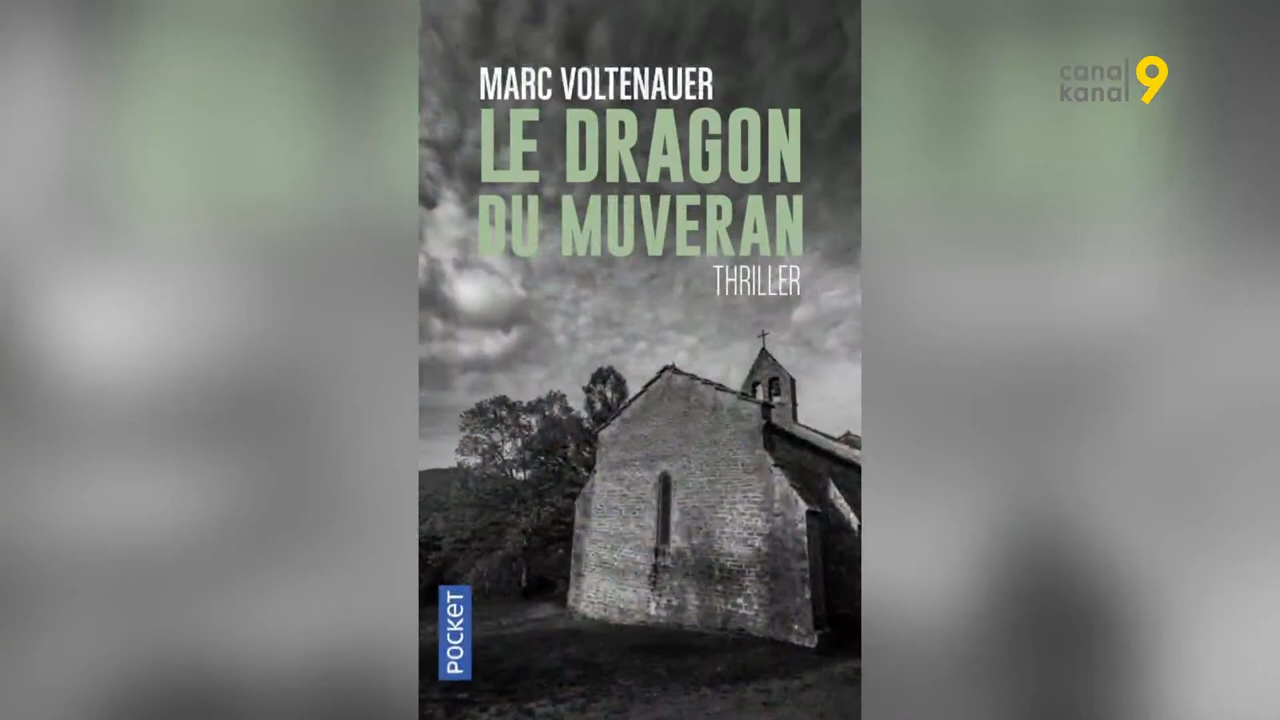 MARC VOLTENAUER
LE DRAGON
DU MUVERAN
THRILLER
POCKET
canal
kanal
9